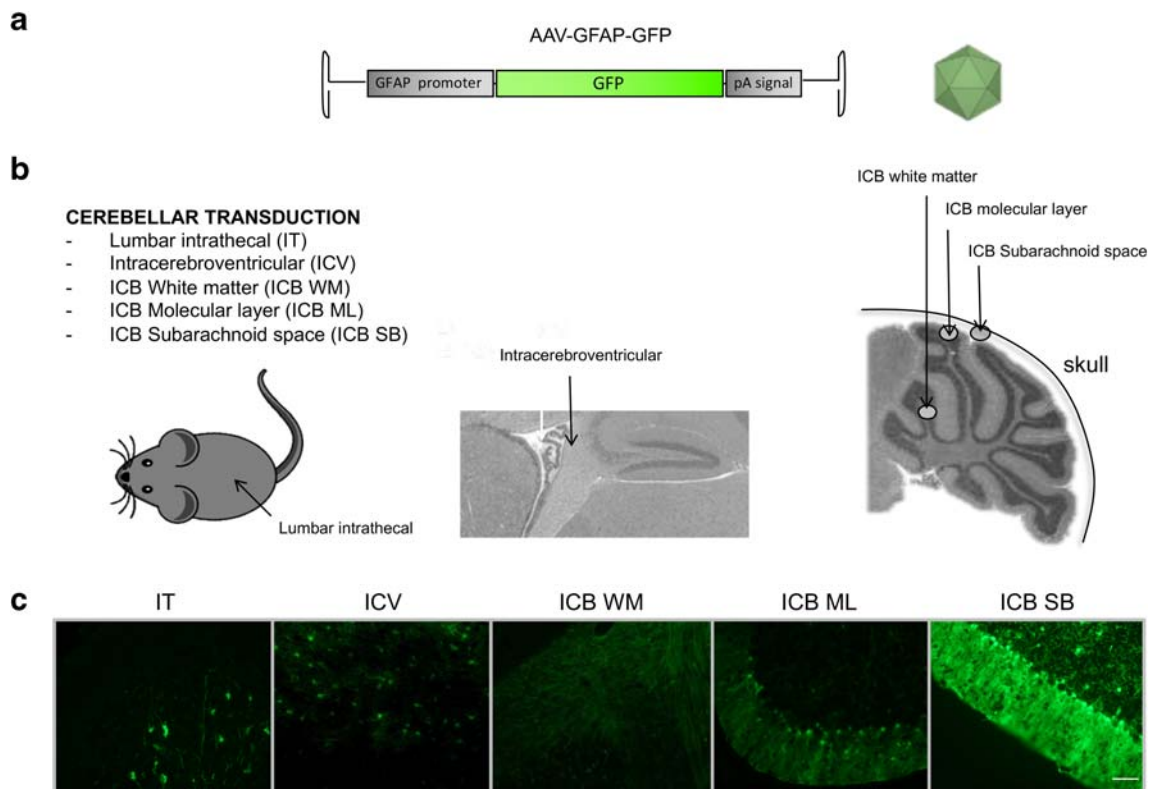 a
AAV-GFAP-GFP
GFAP promoter
GFP
pA signal
b
CEREBELLAR TRANSDUCTION
- Lumbar intrathecal (IT)
- Intracerebroventricular (ICV)
- ICB White matter (ICB WM)
- ICB Molecular layer (ICB ML)
- ICB Subarachnoid space (ICB SB)
Lumbar intrathecal
Intracerebroventricular
ICB white matter
ICB molecular layer
ICB Subarachnoid space
skull
c
IT
ICV
ICB WM
ICB ML
ICB SB